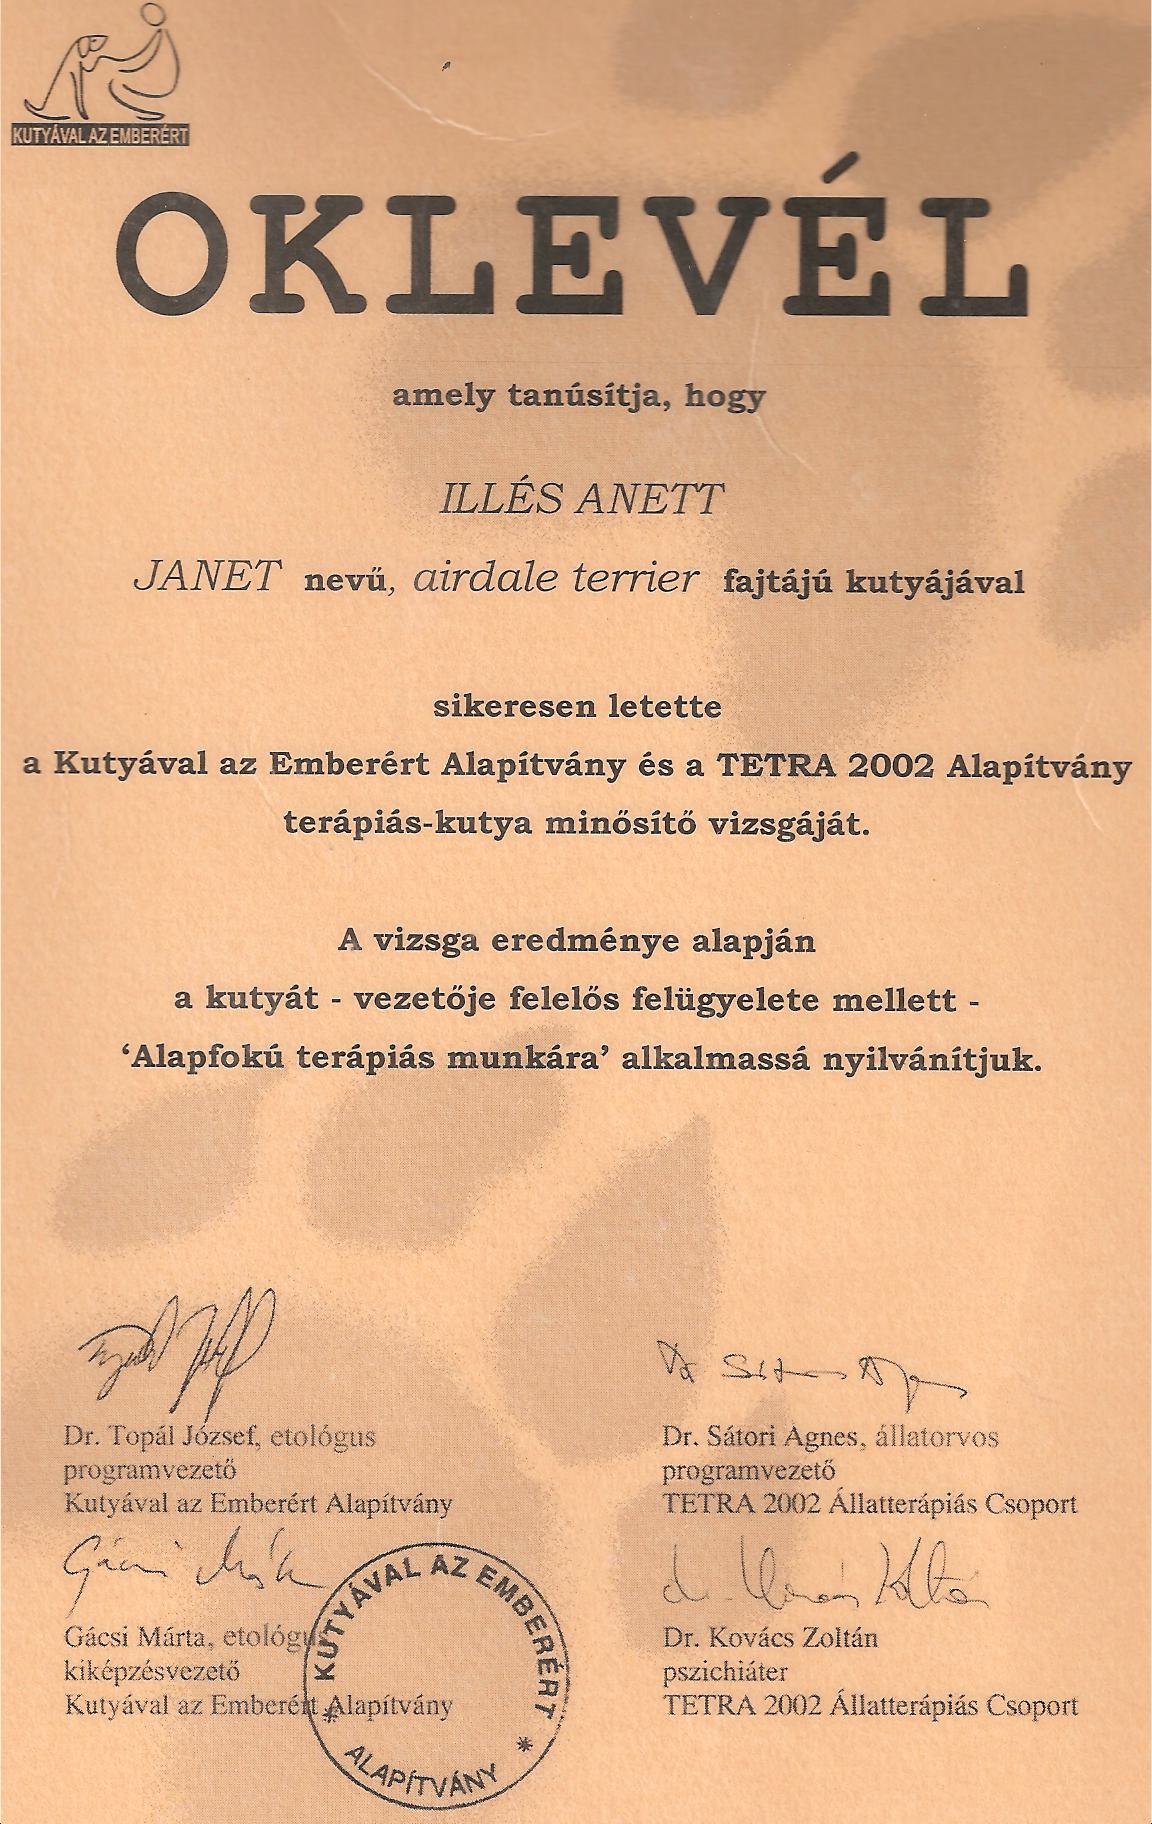 KUTYÁVAL AZ EMBERÉRT
OKLEVÉL
amely tanúsítja, hogy
ILLÉS ANETT
JANET nevű, airdale terrier fajtájú kutyájával
sikeresen letette
a Kutyával az Emberért Alapítvány és a TETRA 2002 Alapítvány
terápiás-kutya minősítő vizsgáját.
A vizsga eredménye alapján
a kutyát - vezetője felelős felügyelete mellett -
‘Alapfokú terápiás munkára’ alkalmassá nyilvánítjuk.
Dr. Topál József, etológus
programvezető
Kutyával az Emberért Alapítvány
Dr. Sátori Agnes, állatorvos
programvezető
TETRA 2002 Állatterápiás Csoport
Gácsi Márta, etológus
kiképzésvezető
Kutyával az Emberért Alapítvány
Dr. Kovács Zoltán
pszichiáter
TETRA 2002 Állatterápiás Csoport
* KUTYÁVAL AZ EMBERÉRT *
ALAPÍTVÁNY